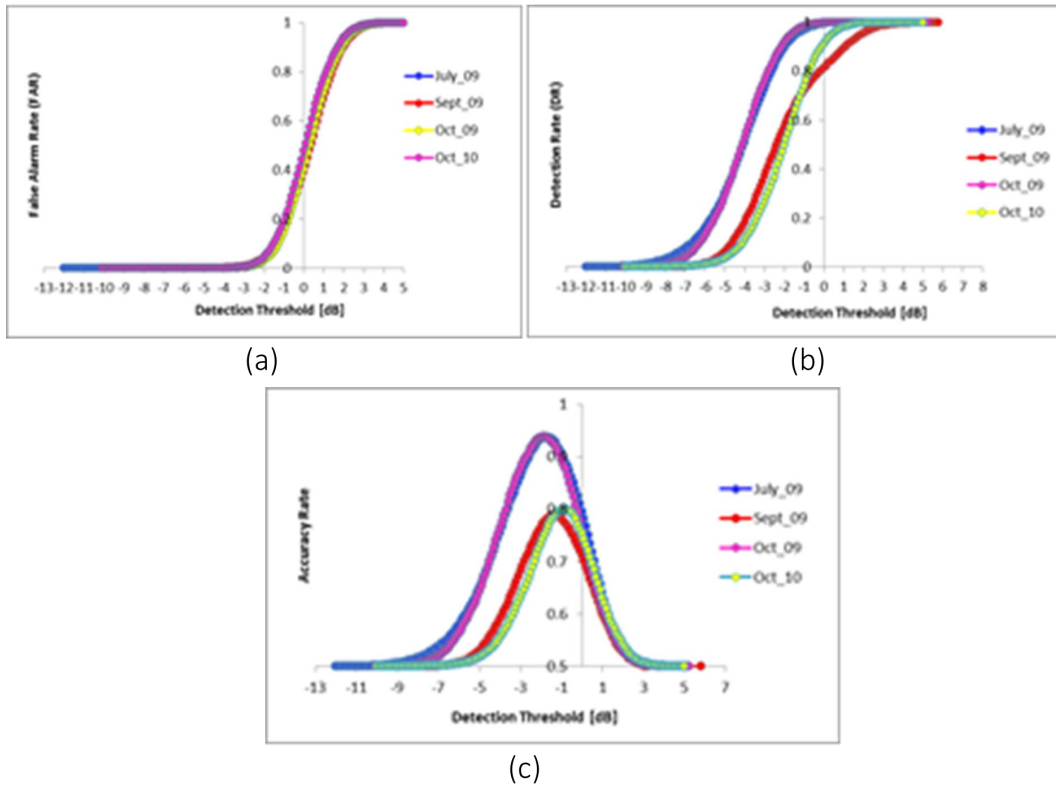 1
0.8
0.6
0.4
0.2
0
False Alarm Rate (FAR)
July_09
Sept_09
Oct_09
Oct_10
-13-12-11-10 -9 -8 -7 -6 -5 -4 -3 -2 -1 0 1 2 3 4 5
Detection Threshold [dB]
(a)
1
0.8
0.6
0.4
0.2
0
Detection Rate (DR)
July_09
Sept_09
Oct_09
Oct_10
-13-12-11-10 -9 -8 -7 -6 -5 -4 -3 -2 -1 0 1 2 3 4 5 6 7 8
Detection Threshold [dB]
(b)
1
0.9
0.8
0.7
0.6
0.5
Accuracy Rate
July_09
Sept_09
Oct_09
Oct_10
-13 -11 -9 -7 -5 -3 -1 1 3 5 7
Detection Threshold [dB]
(c)